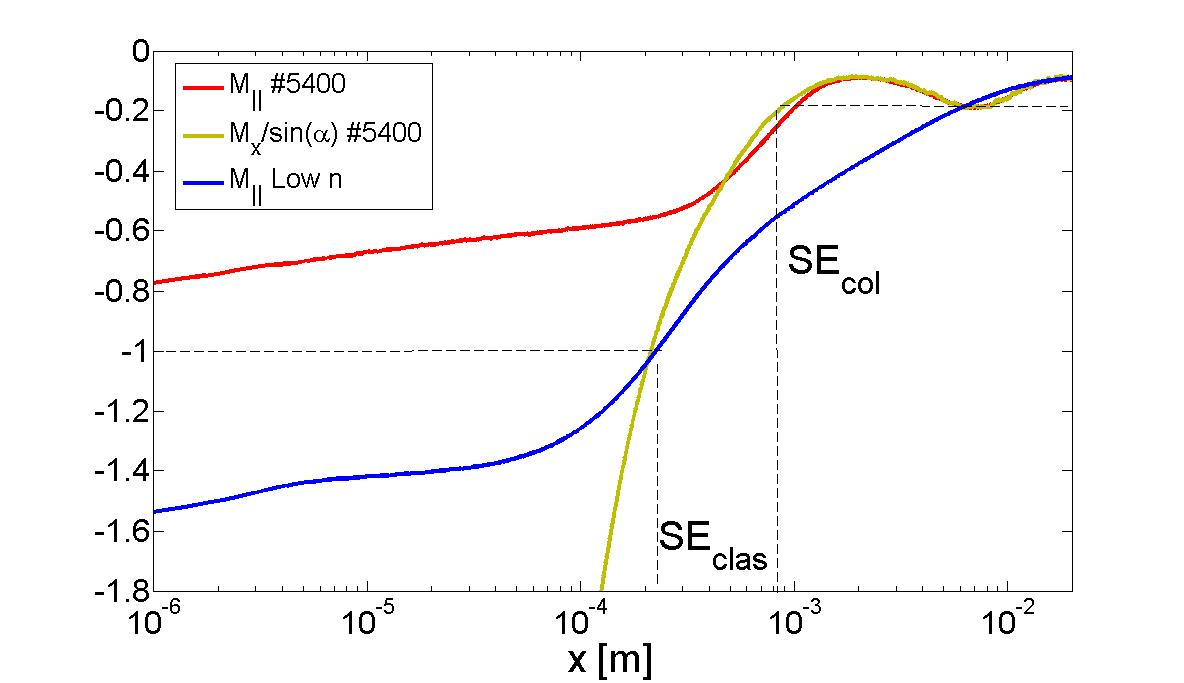 0
-0.2
-0.4
-0.6
-0.8
-1
-1.2
-1.4
-1.6
-1.8
M|| #5400
Mx/sin(α) #5400
M|| Low n
SEcol
SEclas
10-6 10-5 10-4 10-3 10-2
x [m]